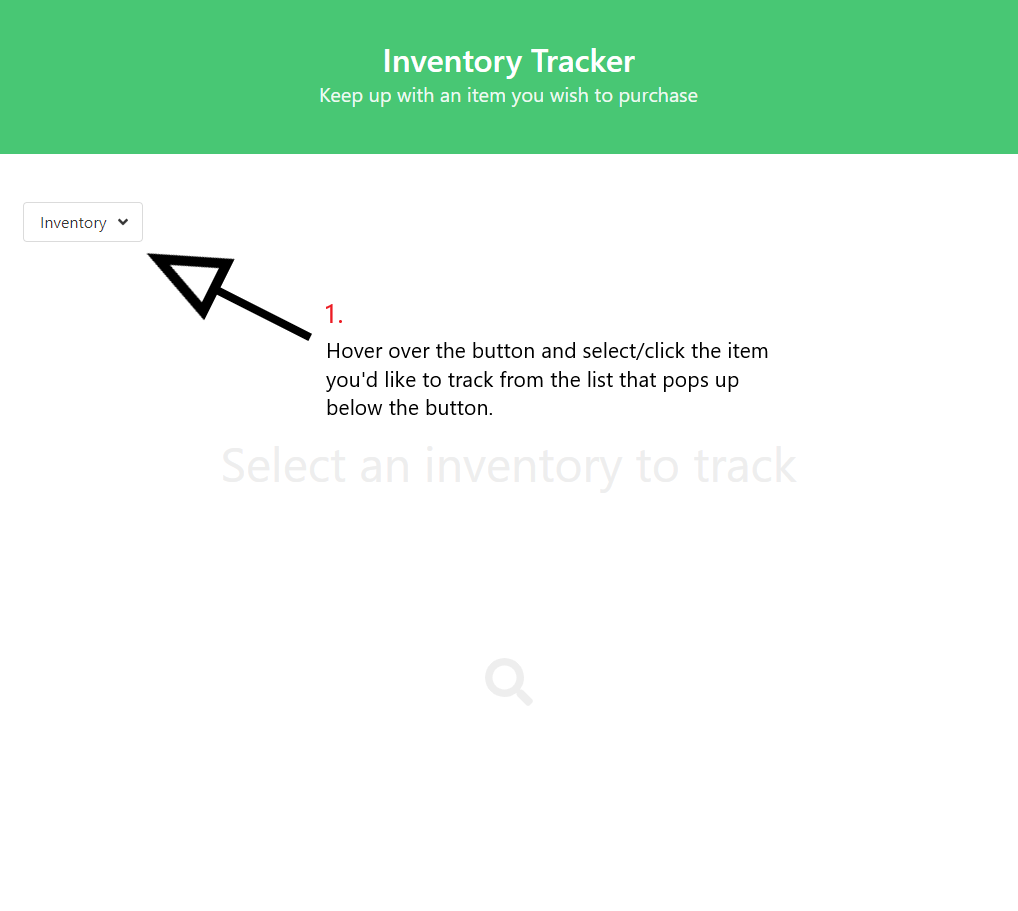 Inventory Tracker
Keep up with an item you wish to purchase
Inventory
1.
Hover over the button and select/click the item
you'd like to track from the list that pops up
below the button.
Select an inventory to track